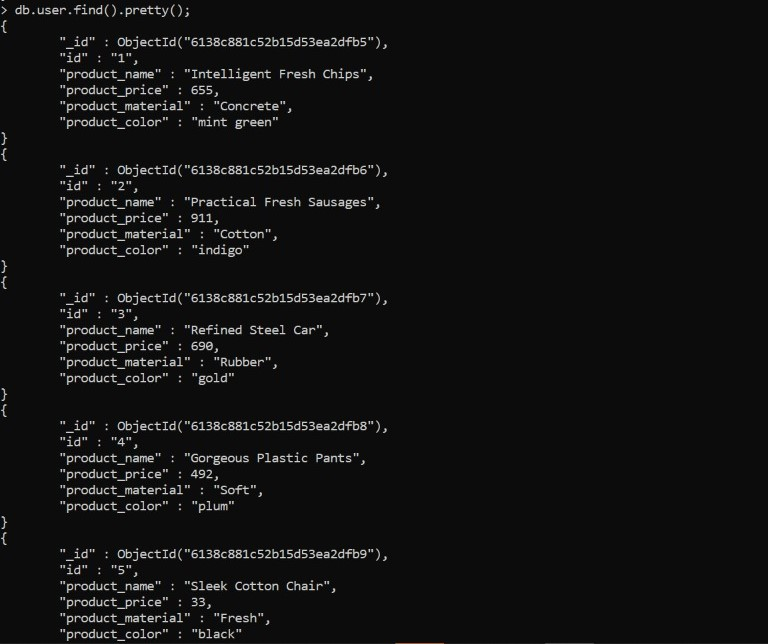 > db.user.find().pretty();
{
        "_id" : ObjectId("6138c881c52b15d53ea2dfb5"),
        "id" : "1",
        "product_name" : "Intelligent Fresh Chips",
        "product_price" : 655,
        "product_material" : "Concrete",
        "product_color" : "mint green"
}
{
        "_id" : ObjectId("6138c881c52b15d53ea2dfb6"),
        "id" : "2",
        "product_name" : "Practical Fresh Sausages",
        "product_price" : 911,
        "product_material" : "Cotton",
        "product_color" : "indigo"
}
{
        "_id" : ObjectId("6138c881c52b15d53ea2dfb7"),
        "id" : "3",
        "product_name" : "Refined Steel Car",
        "product_price" : 690,
        "product_material" : "Rubber",
        "product_color" : "gold"
}
{
        "_id" : ObjectId("6138c881c52b15d53ea2dfb8"),
        "id" : "4",
        "product_name" : "Gorgeous Plastic Pants",
        "product_price" : 492,
        "product_material" : "Soft",
        "product_color" : "plum"
}
{
        "_id" : ObjectId("6138c881c52b15d53ea2dfb9"),
        "id" : "5",
        "product_name" : "Sleek Cotton Chair",
        "product_price" : 33,
        "product_material" : "Fresh",
        "product_color" : "black"